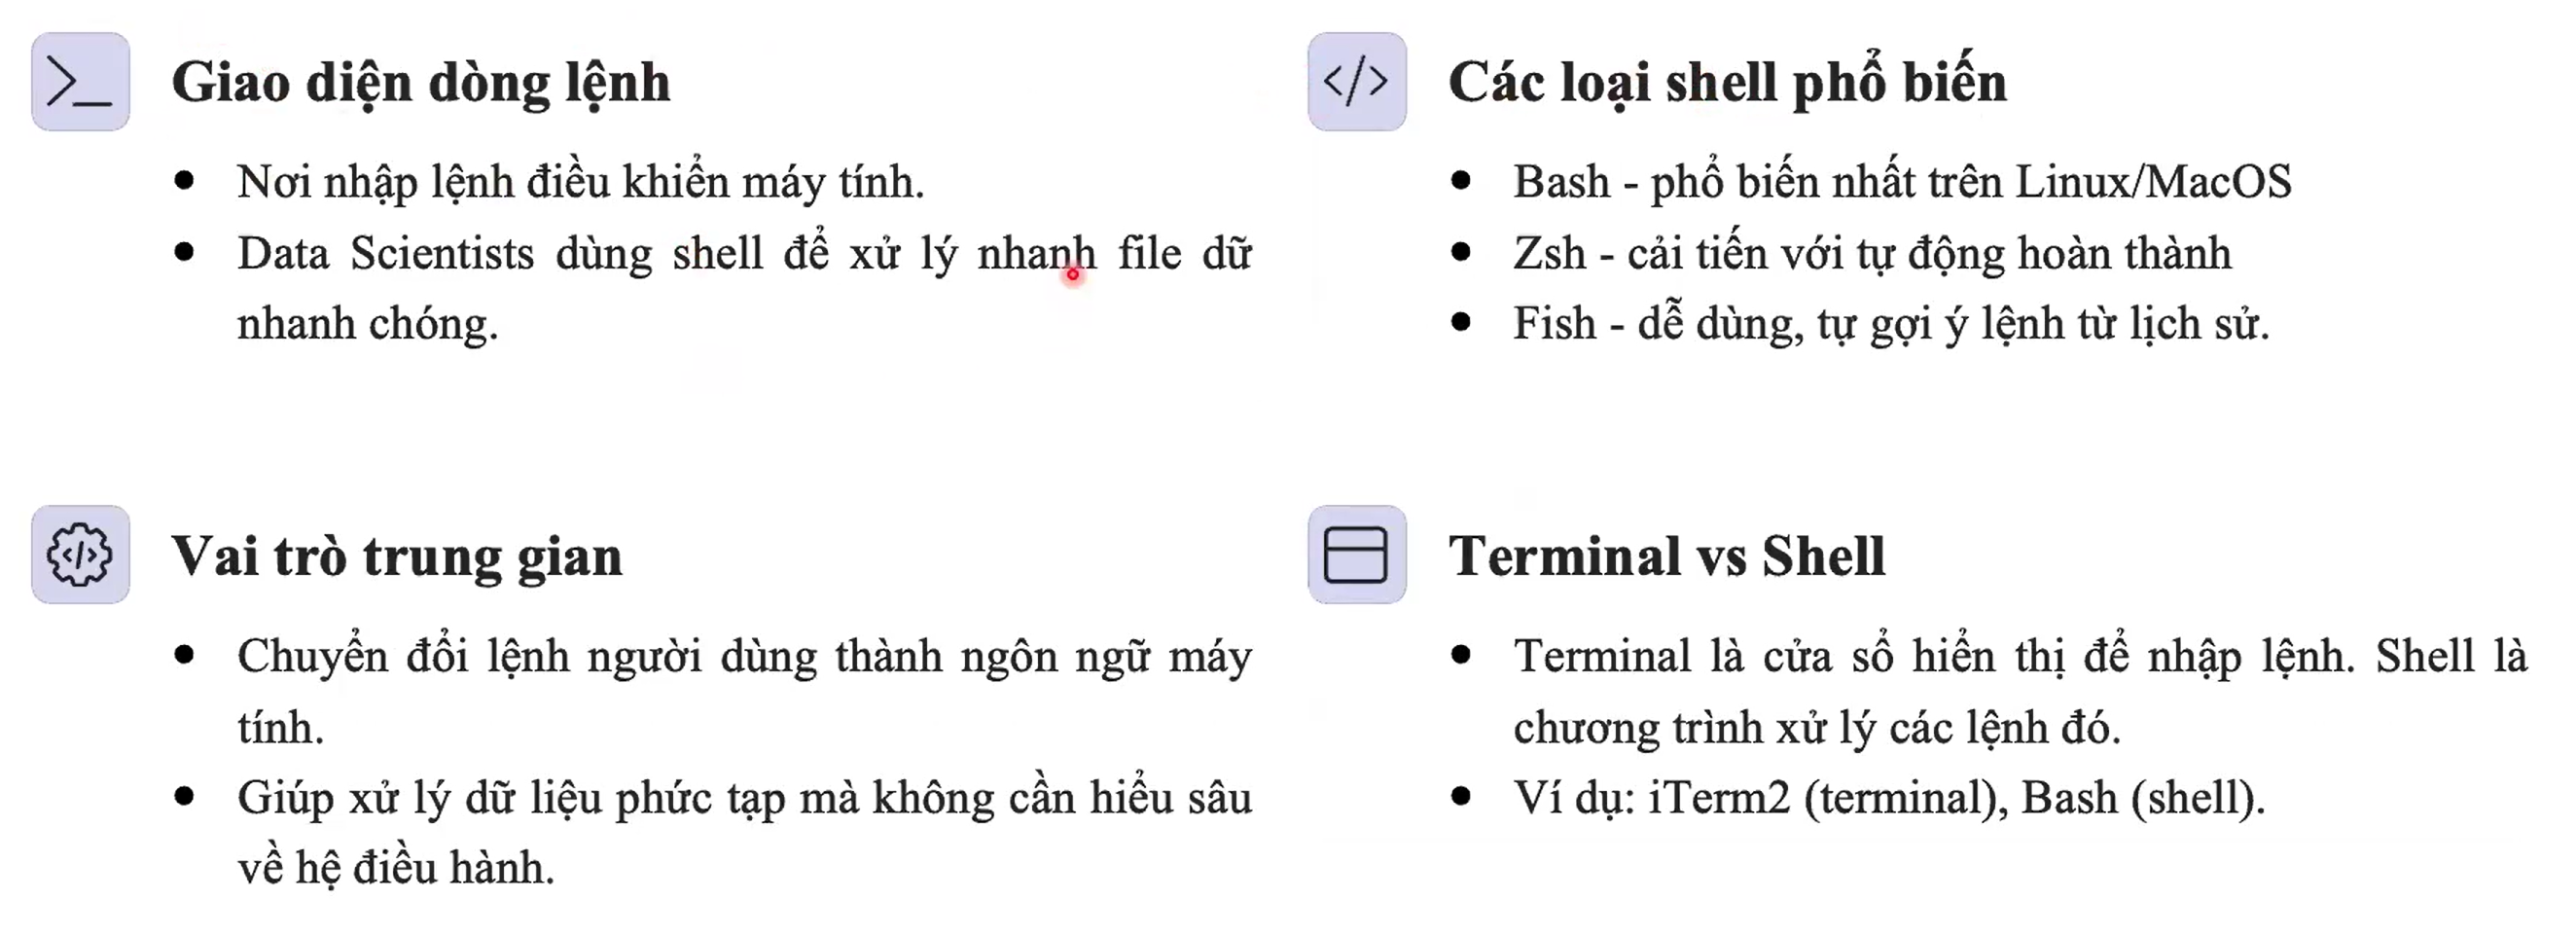 Giao diện dòng lệnh
Nơi nhập lệnh điều khiển máy tính.
Data Scientists dùng shell để xử lý nhanh file dữ
nhanh chóng.
Các loại shell phổ biến
Bash - phổ biến nhất trên Linux/MacOS
Zsh - cải tiến với tự động hoàn thành
Fish - dễ dùng, tự gợi ý lệnh từ lịch sử.
Vai trò trung gian
Chuyển đổi lệnh người dùng thành ngôn ngữ máy
tính.
Giúp xử lý dữ liệu phức tạp mà không cần hiểu sâu
về hệ điều hành.
Terminal vs Shell
Terminal là cửa sổ hiển thị để nhập lệnh. Shell là
chương trình xử lý các lệnh đó.
Ví dụ: iTerm2 (terminal), Bash (shell).